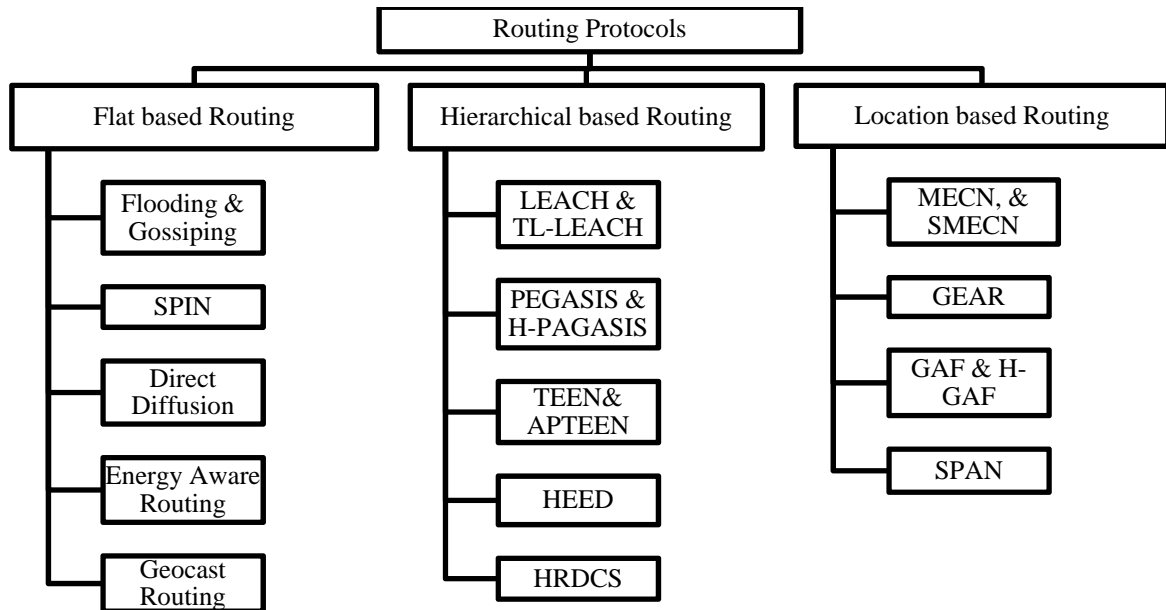 Routing Protocols
Flat based Routing
Flooding &
Gossiping
SPIN
Direct
Diffusion
Energy Aware
Routing
Geocast
Routing
Hierarchical based Routing
LEACH &
TL-LEACH
PEGASIS &
H-PAGASIS
TEEN&
APTEEN
HEED
HRDCS
Location based Routing
MECN, &
SMECN
GEAR
GAF & H-
GAF
SPAN